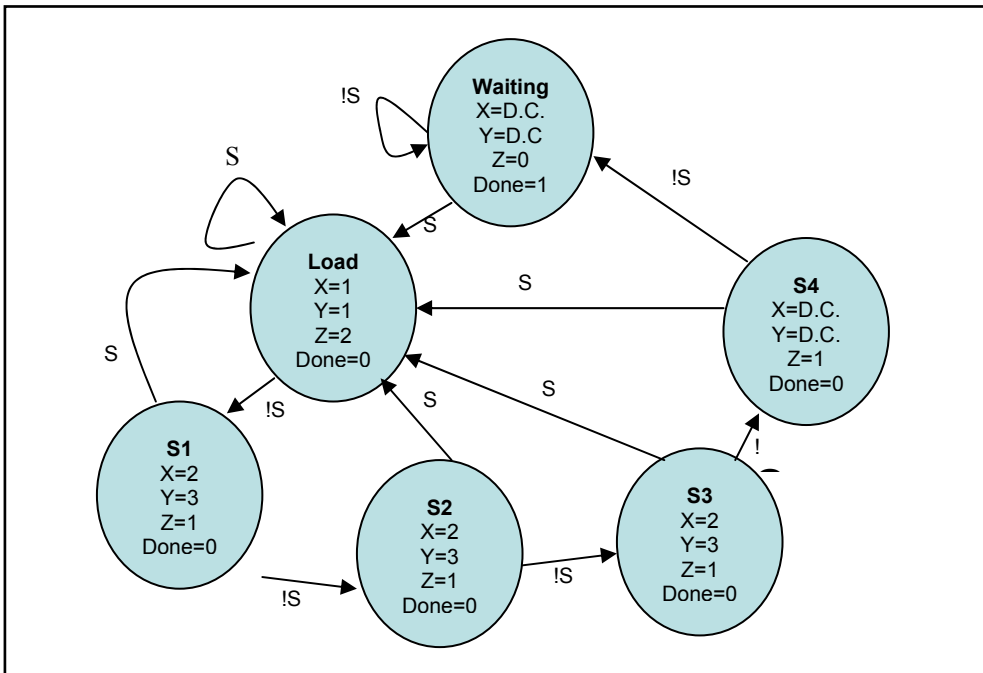 Waiting
X=D.C.
Y=D.C
Z=0
Done=1
!S
S
S
!S
Load
X=1
Y=1
Z=2
Done=0
S
S4
X=D.C.
Y=D.C.
Z=1
Done=0
S
!S
S
S
!
S1
X=2
Y=3
Z=1
Done=0
S2
X=2
Y=3
Z=1
Done=0
S3
X=2
Y=3
Z=1
Done=0
!S
!S